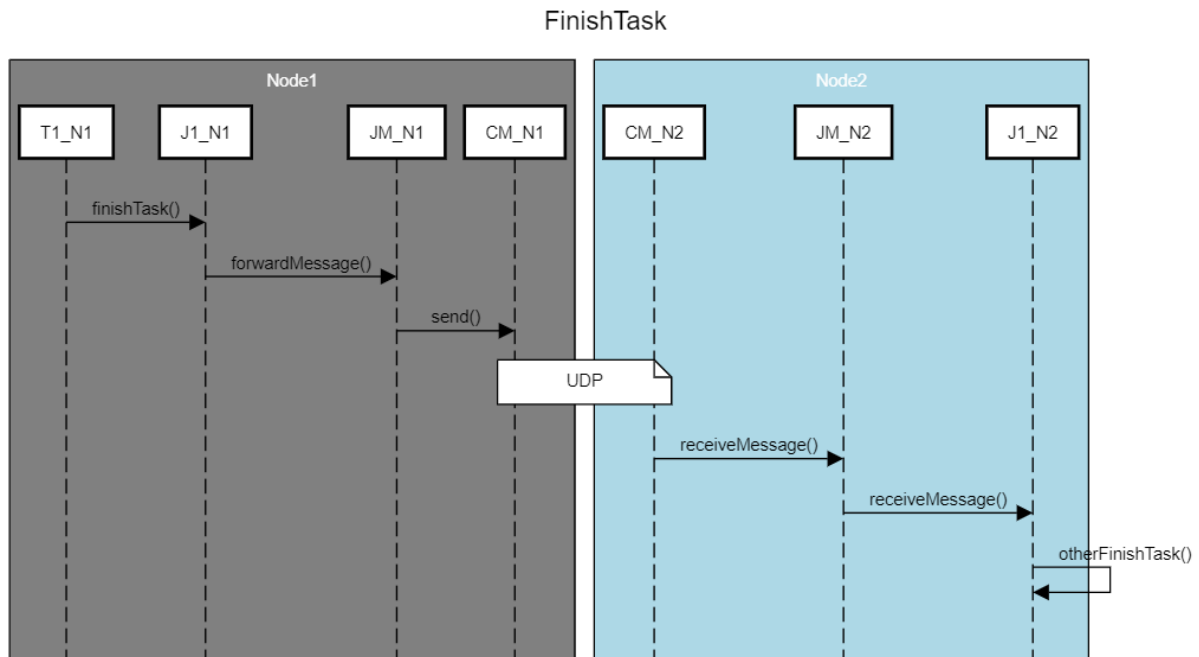 FinishTask
Node1
Node2
T1_N1
J1_N1
JM_N1
CM_N1
CM_N2
JM_N2
J1_N2
finishTask()
forwardMessage()
send()
UDP
receiveMessage()
receiveMessage()
otherFinishTask()